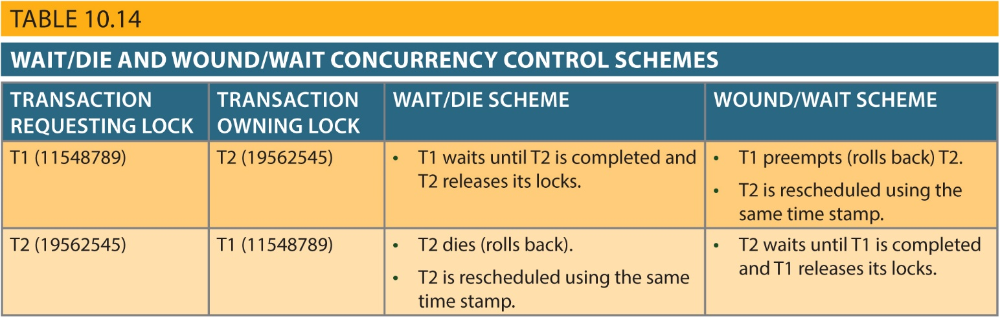 TABLE 10.14
WAIT/DIE AND WOUND/WAIT CONCURRENCY CONTROL SCHEMES
TRANSACTION
REQUESTING LOCK
TRANSACTION
OWNING LOCK
WAIT/DIE SCHEME
WOUND/WAIT SCHEME
T1 (11548789)
T2 (19562545)
• T1 waits until T2 is completed and
T2 releases its locks.
• T1 preempts (rolls back) T2.
• T2 is rescheduled using the
same time stamp.
T2 (19562545)
T1 (11548789)
• T2 dies (rolls back).
• T2 is rescheduled using the same
time stamp.
• T2 waits until T1 is completed
and T1 releases its locks.